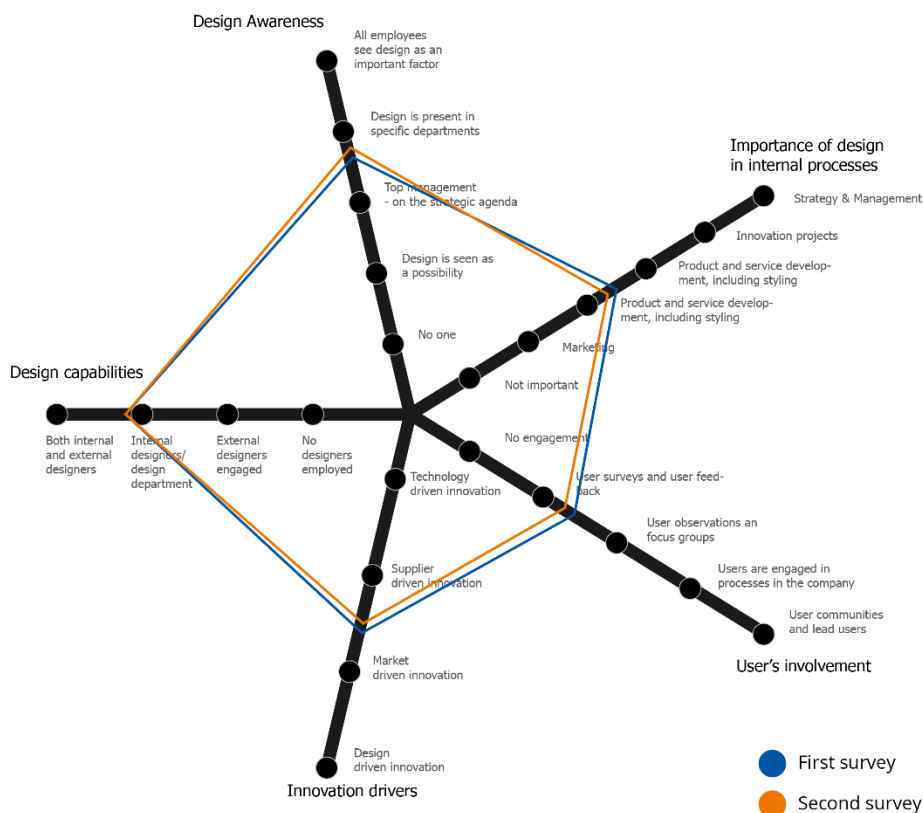 Design Awareness
All employees
see design as an
important factor
Design is present in
specific departments
Top management
- on the strategic agenda
Design is seen as
a possibility
No one
Importance of design
in internal processes
Strategy & Management
Innovation projects
Product and service develop-
ment, including styling
Product and service develop-
ment, including styling
Marketing
Not important
Design capabilities
Both internal
and external
designers
Internal
designers/
design
department
External
designers
engaged
No
designers
employed
No engagement
User surveys and user feed-
back
User observations an
focus groups
Users are engaged in
processes in the company
User communities
and lead users
User's involvement
Technology
driven innovation
Supplier
driven innovation
Market
driven innovation
Design
driven innovation
Innovation drivers
First survey
Second survey